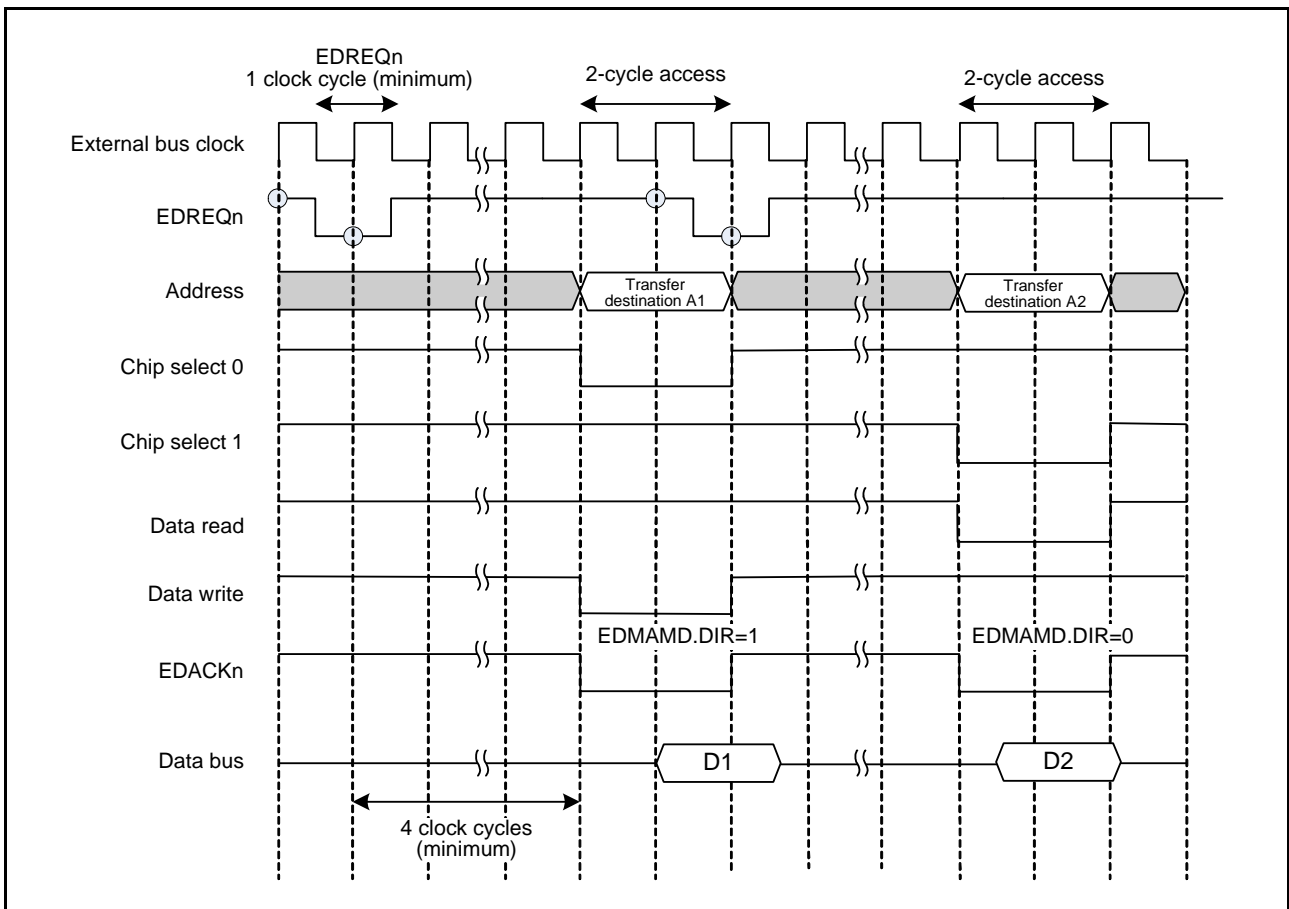 EDREQn
1 clock cycle (minimum)
2-cycle access
2-cycle access
External bus clock
EDREQn
Address
Transfer
destination A1
Transfer
destination A2
Chip select 0
Chip select 1
Data read
Data write
EDMAMD.DIR=1
EDMAMD.DIR=0
EDACKn
Data bus
D1
D2
4 clock cycles
(minimum)